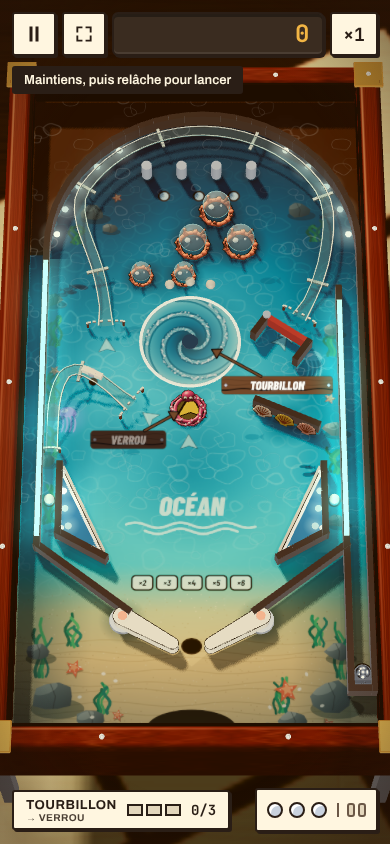 0
×1
Maintiens, puis relâche pour lancer
TOURBILLON
VERROU
OCÉAN
×2 ×3 ×4 ×5 ×8
TOURBILLON
→ VERROU
0/3